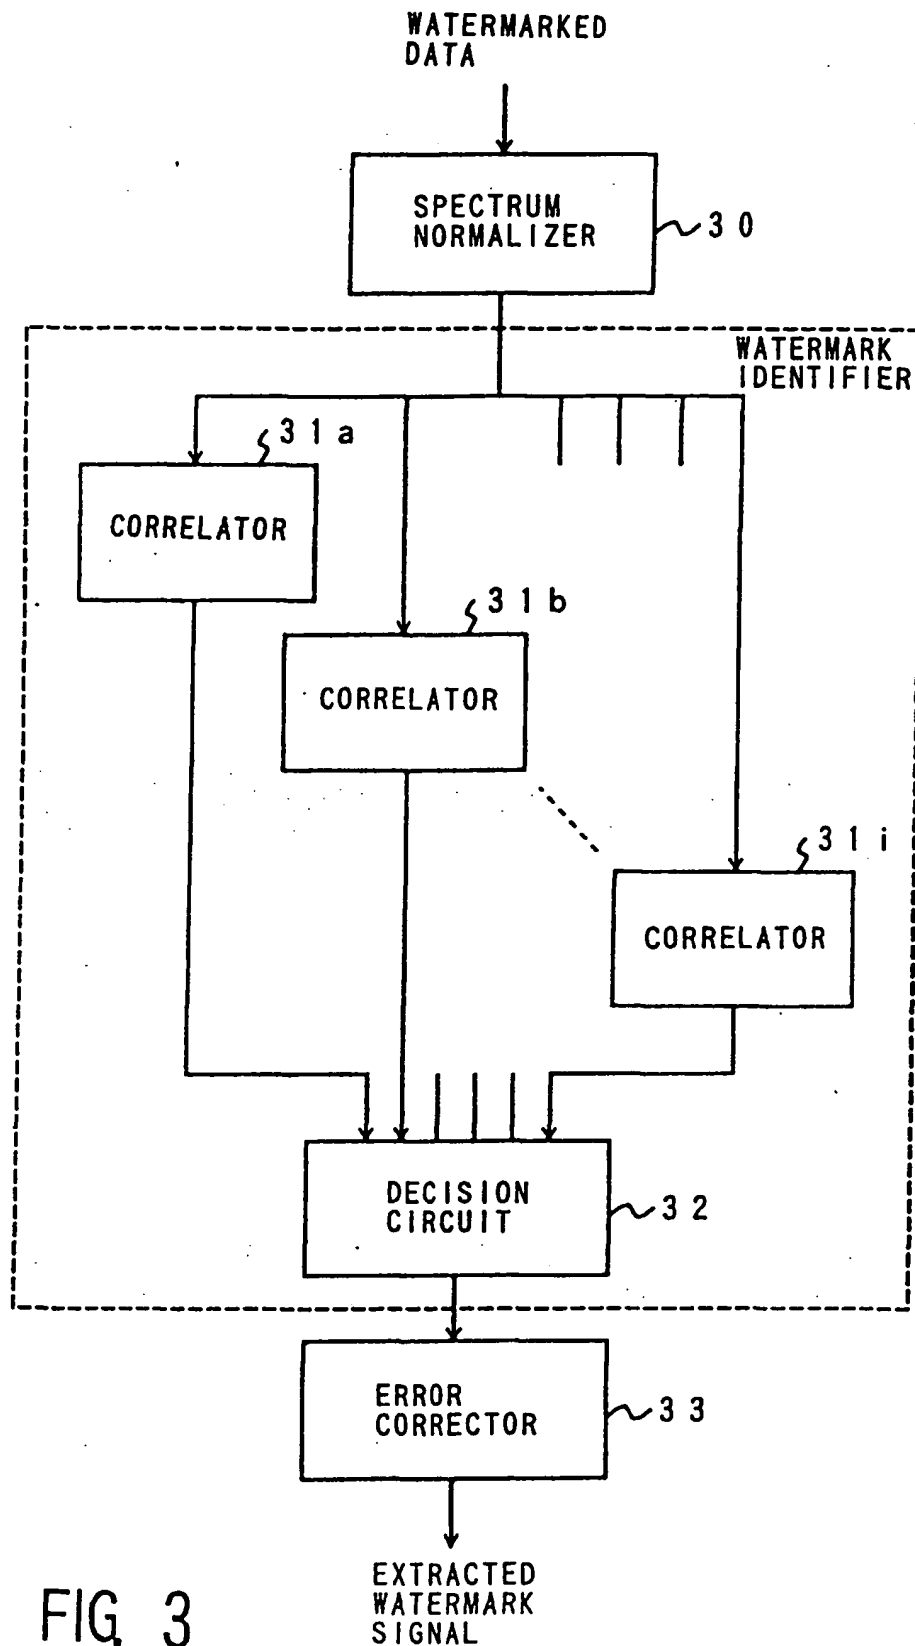 WATERMARKED
DATA
SPECTRUM
NORMALIZER
30
WATERMARK
IDENTIFIER
31a
CORRELATOR
31b
CORRELATOR
31i
CORRELATOR
DECISION
CIRCUIT
32
ERROR
CORRECTOR
33
EXTRACTED
WATERMARK
SIGNAL
FIG. 3